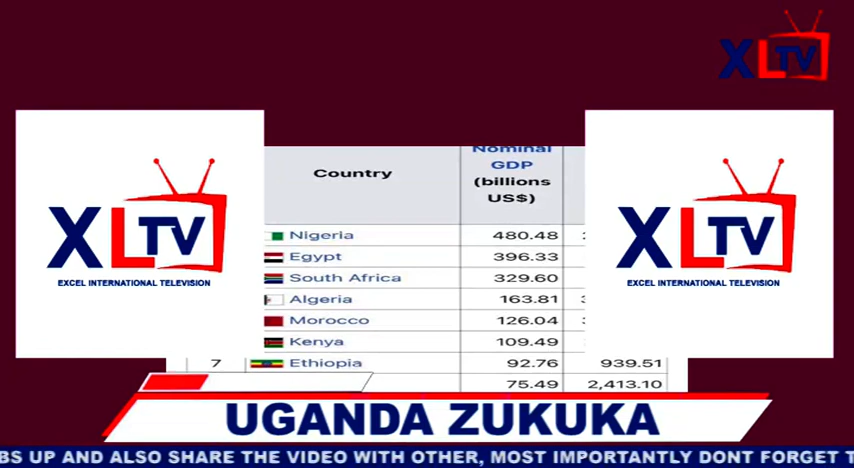 XLTV
XLTV
EXCEL INTERNATIONAL TELEVISION
Nominal
GDP
(billions
US$)
Country
Nigeria 480.48
Egypt 396.33
South Africa 329.60
Algeria 163.81
Morocco 126.04
Kenya 109.49
7 Ethiopia 92.76 939.51
75.49 2,413.10
XLTV
EXCEL INTERNATIONAL TELEVISION
UGANDA ZUKUKA
UP AND ALSO SHARE THE VIDEO WITH OTHER, MOST IMPORTANTLY DONT FORGET